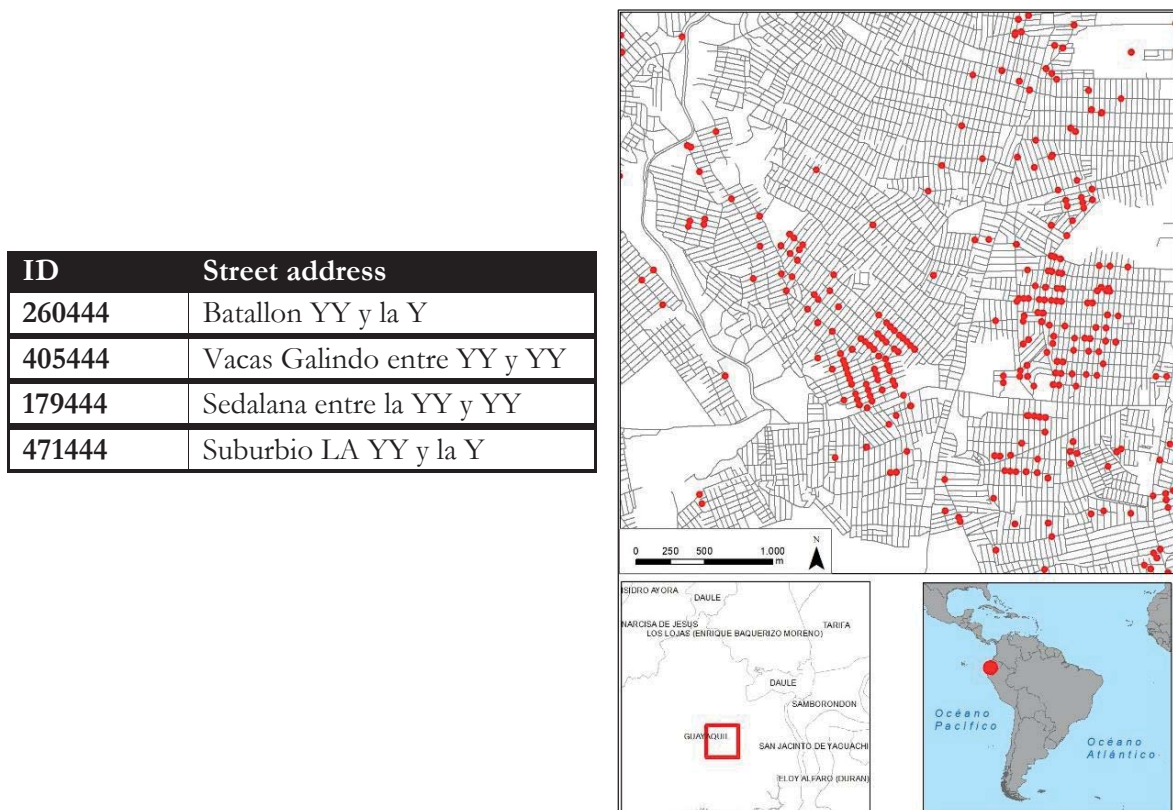 ID Street address
260444 Batallon YY y la Y
405444 Vacas Galindo entre YY y YY
179444 Sedalana entre la YY y YY
471444 Suburbio LA YY y la Y
N
0 250 500 1.000
m
ISIDRO AYORA
DAULE
NARCISA DE JESUS
TARIFA
LOS LOJAS (ENRIQUE BAQUERIZO MORENO)
DAULE
SAMBORONDON
GUAYAQUIL
SAN JACINTO DE YAGUACHI
ELOY ALFARO (DURAN)
Océano
Pacífico
Océano
Atlántico